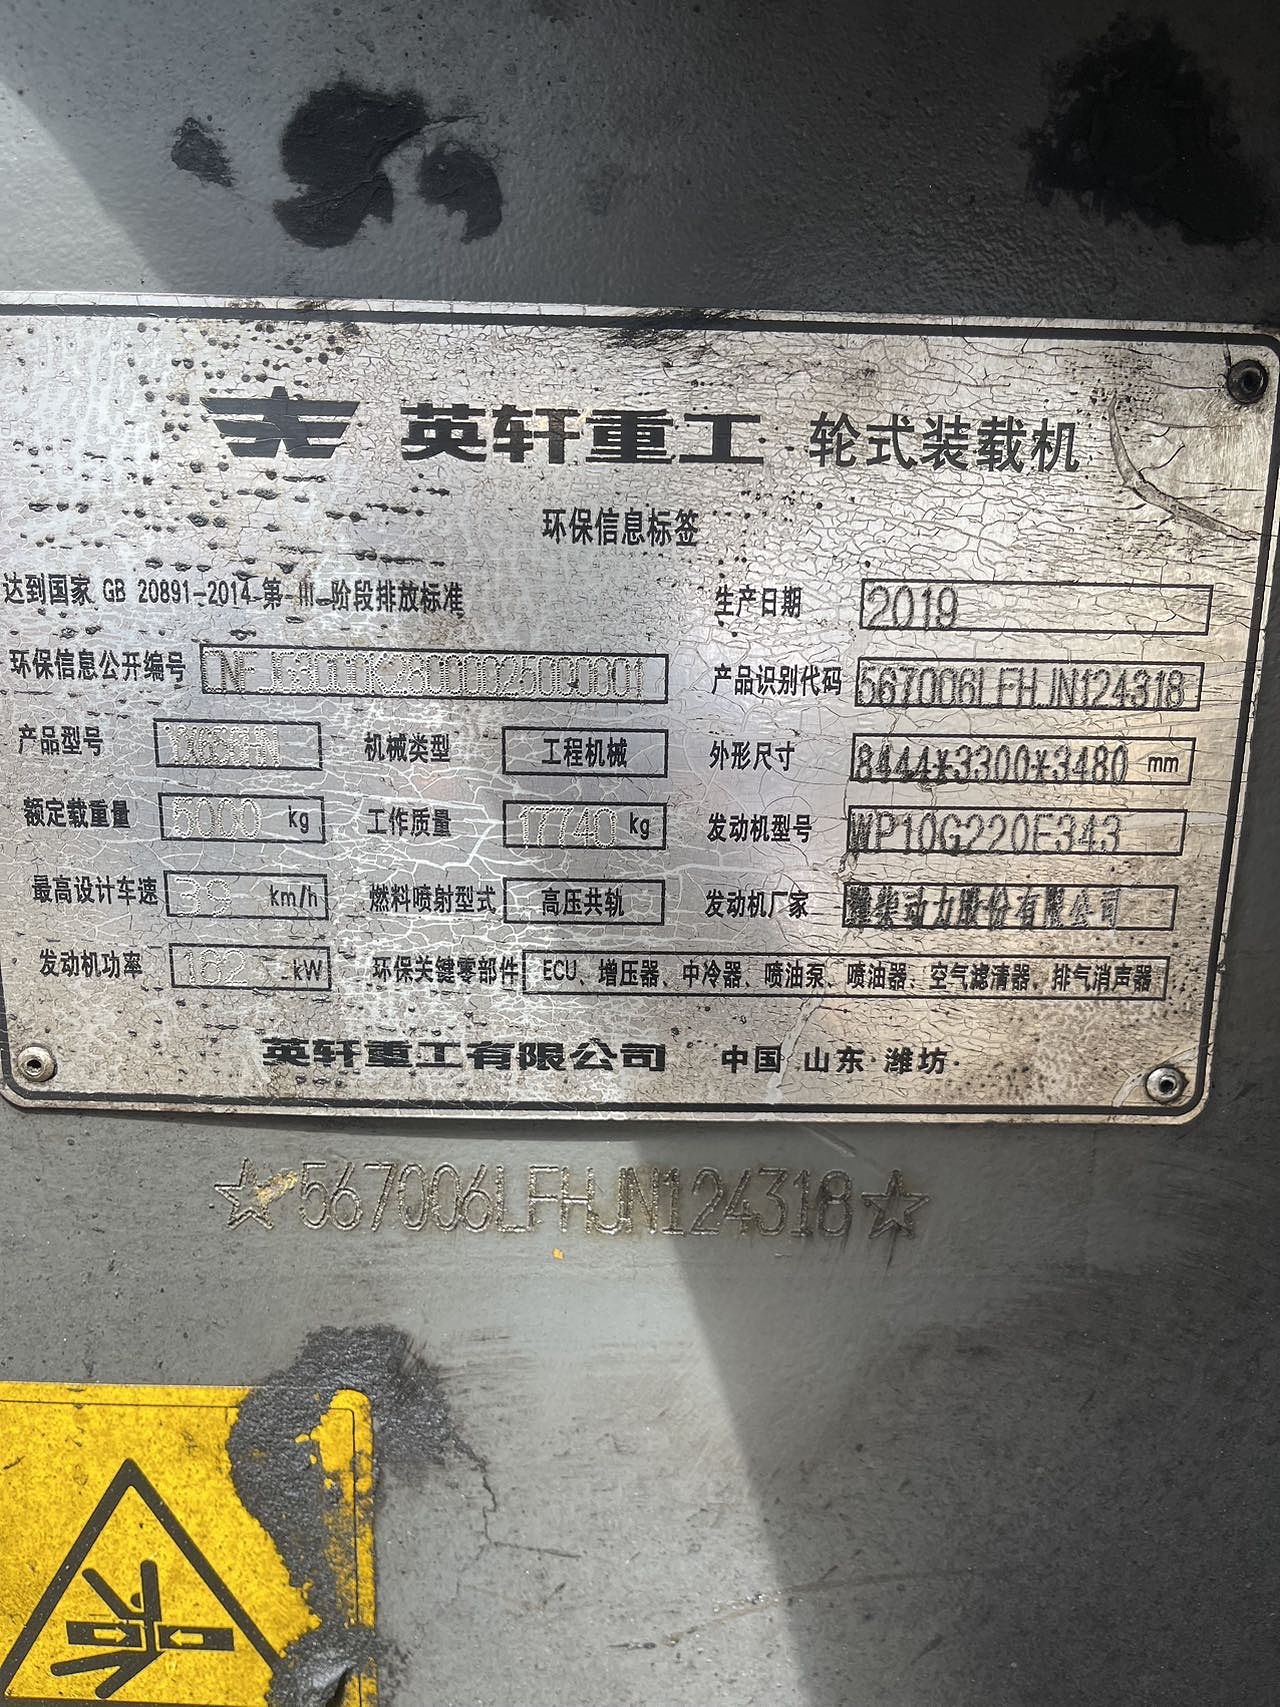 英轩重工 轮式装载机
环保信息标签
达到国家 GB 20891-2014 第 III 阶段排放标准 生产日期 2019
环保信息公开编号 产品识别代码 567006LFHJN124318
产品型号 YX658HN 机械类型 工程机械 外形尺寸 8444*3300*3480 mm
额定载重量 5000 kg 工作质量 17740 kg 发动机型号 WP10G220E343
最高设计车速 39 km/h 燃料喷射型式 高压共轨 发动机厂家 潍柴动力股份有限公司
发动机功率 162 kW 环保关键零部件 ECU、增压器、中冷器、喷油泵、喷油器、空气滤清器、排气消声器
英轩重工有限公司 中国·山东·潍坊
☆567006LFHJN124318☆